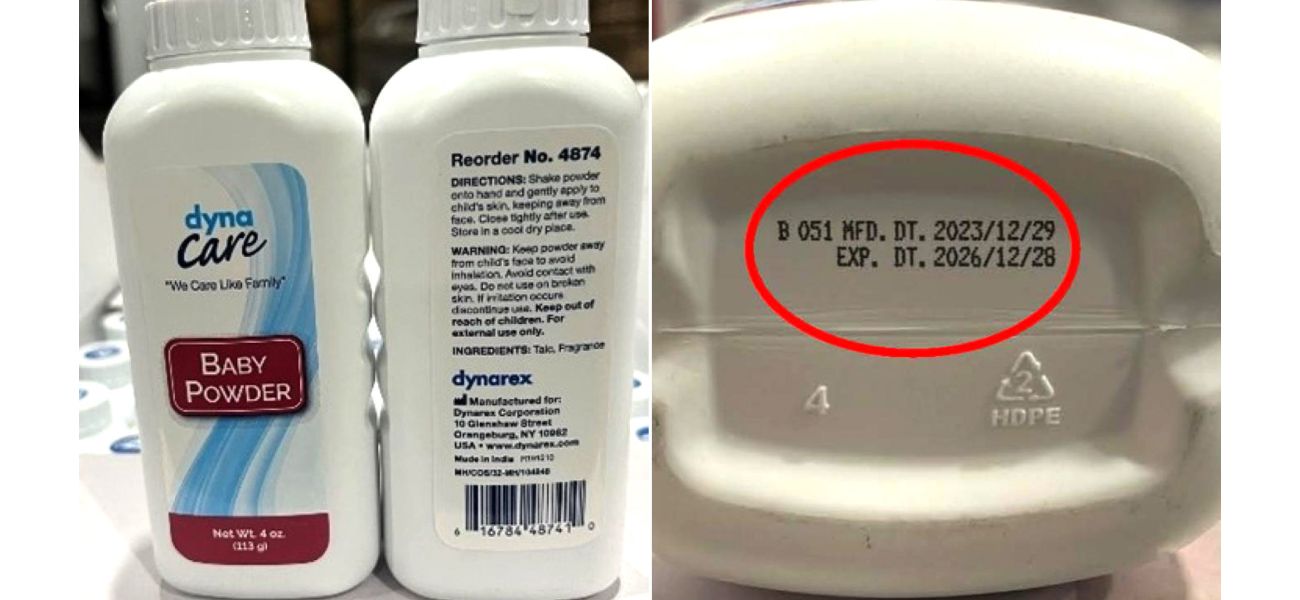 dyna
care
"We Care Like Family"
BABY
POWDER
Net Wt. 4 oz.
(113 g)
Reorder No. 4874
DIRECTIONS: Shake powder
onto hand and gently apply to
child's skin, keeping away from
face. Close tightly after use.
Store in a cool dry place.
WARNING: Keep powder away
from child's face to avoid
inhalation. Avoid contact with
eyes. Do not use on broken
skin. If irritation occurs
discontinue use. Keep out of
reach of children. For
external use only.
INGREDIENTS: Talc, Fragrance
dynarex
Manufactured for:
Dynarex Corporation
10 Glenshaw Street
Orangeburg, NY 10962
USA • www.dynarex.com
Made in India
6 16784 48741 0
B 051 MFD. DT. 2023/12/29
EXP. DT. 2026/12/28
4
2
HDPE